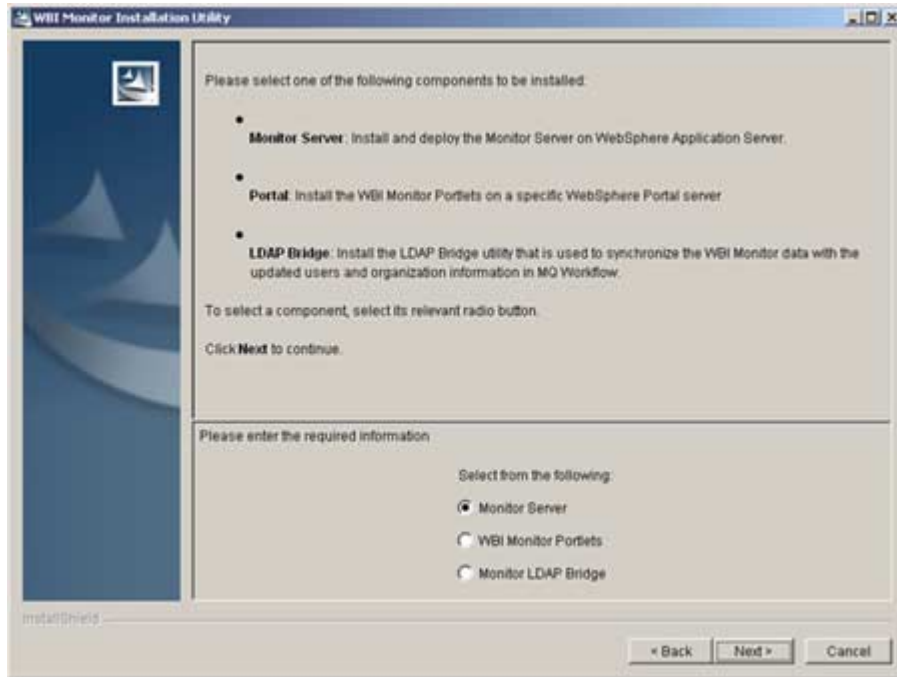 WBI Monitor Installation Utility
Please select one of the following components to be installed:
Monitor Server: Install and deploy the Monitor Server on WebSphere Application Server.
Portal: Install the WBI Monitor Portlets on a specific WebSphere Portal server
LDAP Bridge: Install the LDAP Bridge utility that is used to synchronize the WBI Monitor data with the
updated users and organization information in MQ Workflow.
To select a component, select its relevant radio button.
Click Next to continue.
Please enter the required information
Select from the following:
Monitor Server
WBI Monitor Portlets
Monitor LDAP Bridge
InstallShield
< Back
Next >
Cancel